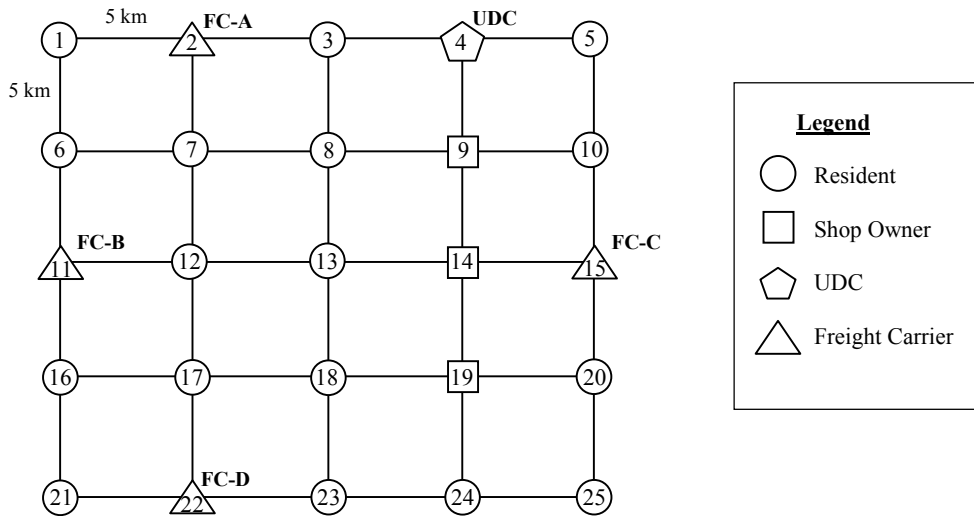 5 km
FC-A
UDC
1
2
3
4
5
5 km
6
7
8
9
10
FC-B
FC-C
11
12
13
14
15
16
17
18
19
20
FC-D
21
22
23
24
25
Legend
Resident
Shop Owner
UDC
Freight Carrier